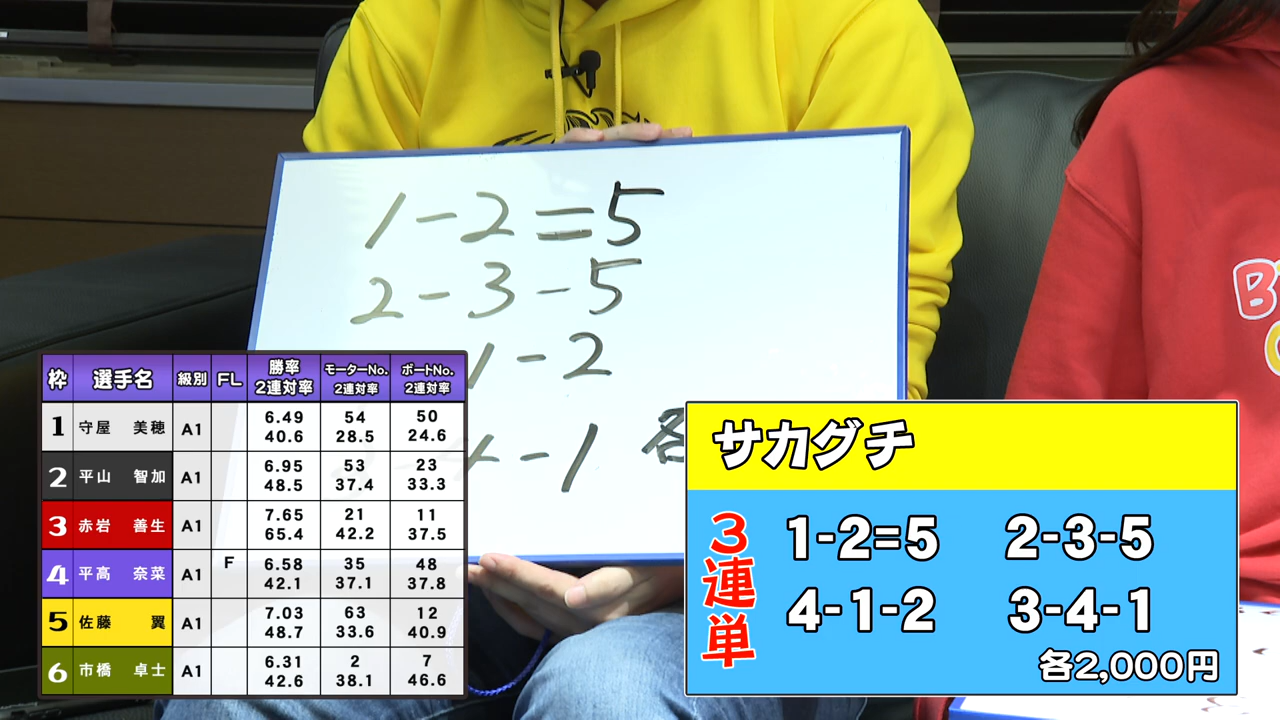 1-2=5
2-3-5
1-2
4-1 各
枠 選手名 級別 FL 勝率 2連対率 モーターNo. 2連対率 ボートNo. 2連対率
1 守屋 美穂 A1 6.49 40.6 54 28.5 50 24.6
2 平山 智加 A1 6.95 48.5 53 37.4 23 33.3
3 赤岩 善生 A1 7.65 65.4 21 42.2 11 37.5
4 平高 奈菜 A1 F 6.58 42.1 35 37.1 48 37.8
5 佐藤 翼 A1 7.03 48.7 63 33.6 12 40.9
6 市橋 卓士 A1 6.31 42.6 2 38.1 7 46.6
サカグチ
3連単
1-2=5 2-3-5
4-1-2 3-4-1
各2,000円